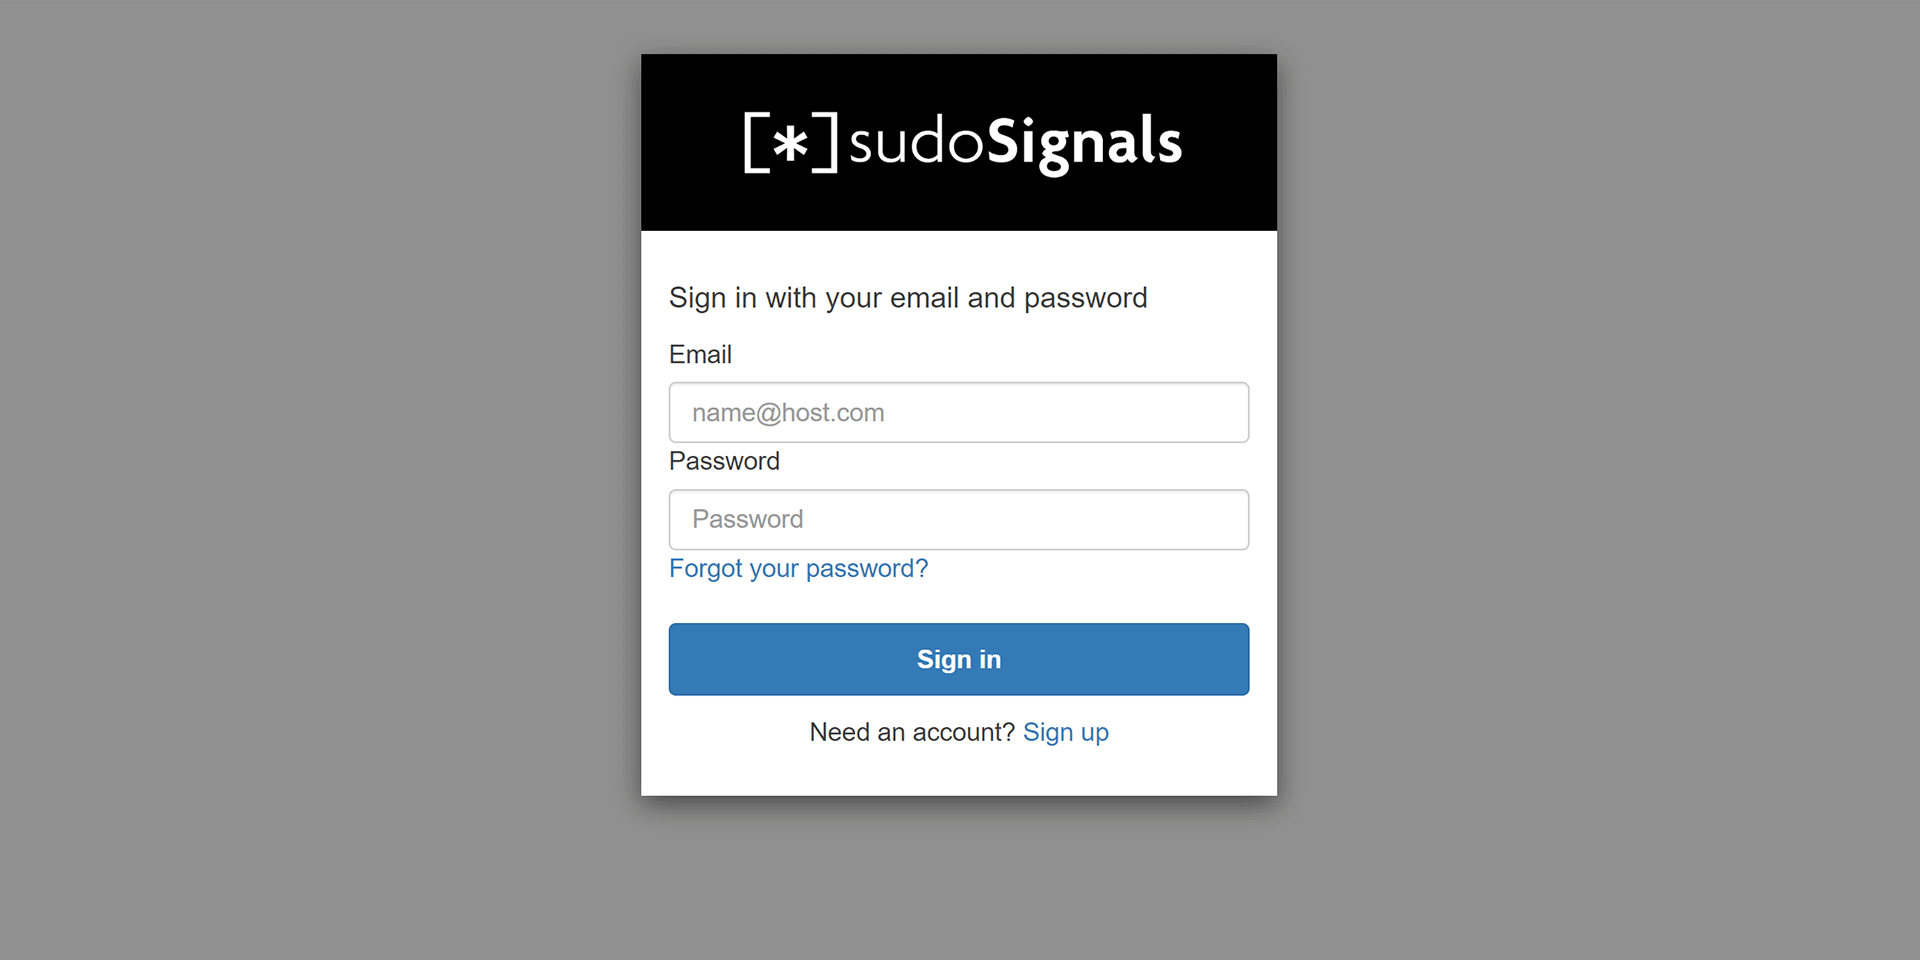 [*] sudoSignals
Sign in with your email and password
Email
name@host.com
Password
Password
Forgot your password?
Sign in
Need an account? Sign up